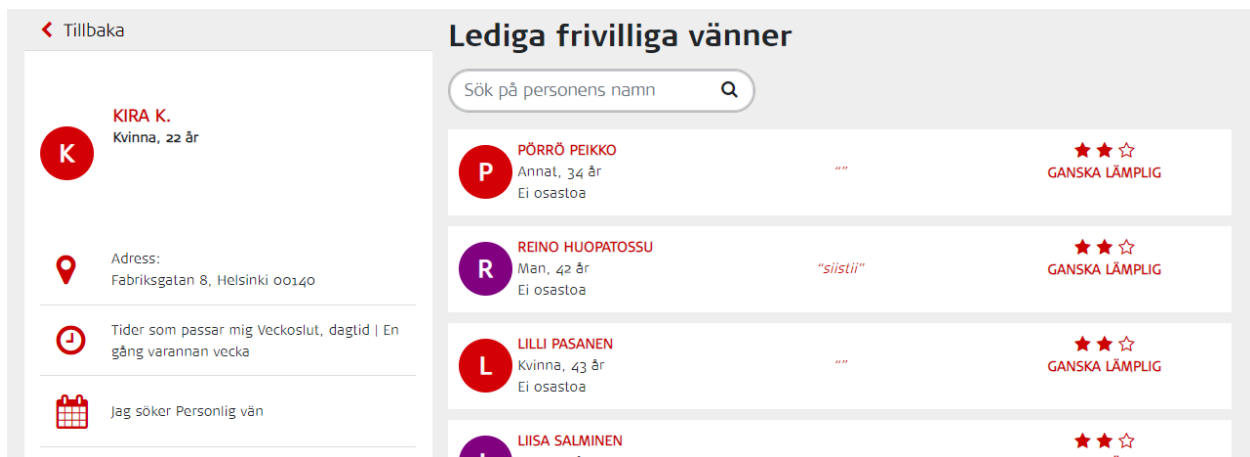 Tillbaka
KIRA K.
Kvinna, 22 år
K
Adress:
Fabriksgatan 8, Helsinki 00140
Tider som passar mig Veckoslut, dagtid | En
gång varannan vecka
Jag söker Personlig vän
Lediga frivilliga vänner
Sök på personens namn
P
PÖRRÖ PEIKKO
Annat, 34 år
Ei osastoa
“”
GANSKA LÄMPLIG
R
REINO HUOPATOSSU
Man, 42 år
Ei osastoa
“siistii”
GANSKA LÄMPLIG
L
LILLI PASANEN
Kvinna, 43 år
Ei osastoa
“”
GANSKA LÄMPLIG
LIISA SALMINEN